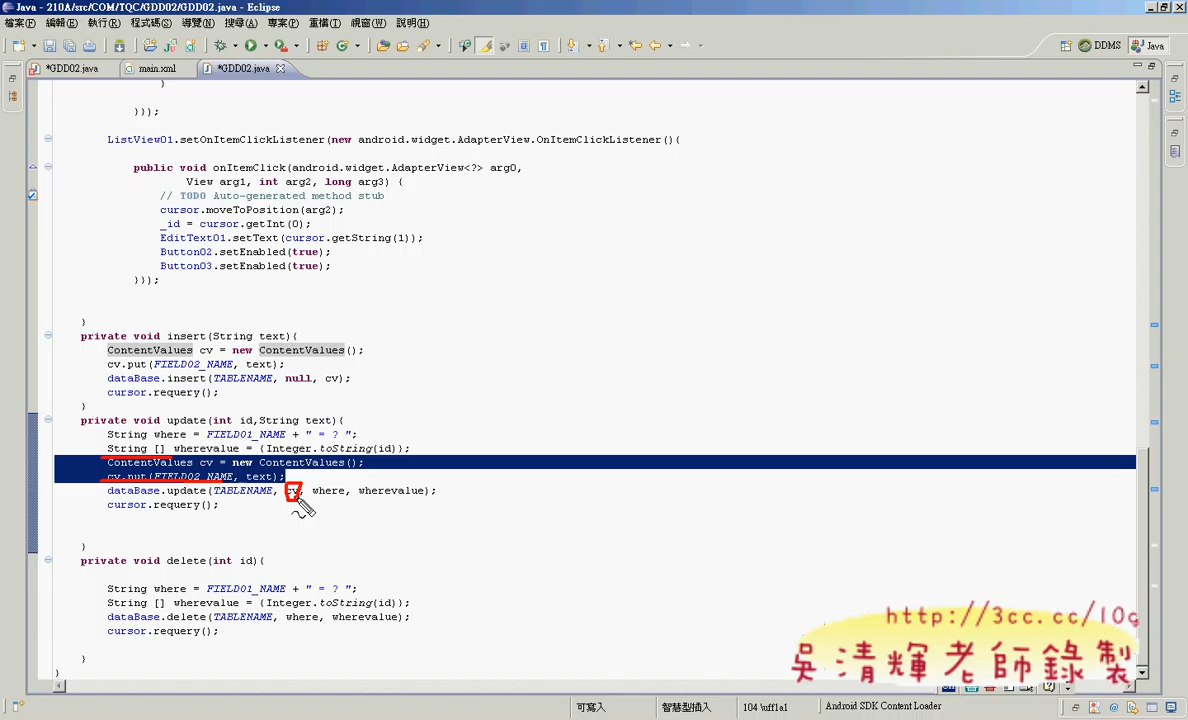 Java - 210A/src/COM/TQC/GDD02/GDD02.java - Eclipse
檔案(F) 編輯(E) 執行(R) 程式碼(S) 導覽(N) 搜尋(A) 專案(P) 重構(T) 視窗(W) 說明(H)
DDMS Java
*GDD02.java main.xml *GDD02.java
}
}));
ListView01.setOnItemClickListener(new android.widget.AdapterView.OnItemClickListener(){
public void onItemClick(android.widget.AdapterView<?> arg0,
View arg1, int arg2, long arg3) {
// TODO Auto-generated method stub
cursor.moveToPosition(arg2);
_id = cursor.getInt(0);
EditText01.setText(cursor.getString(1));
Button02.setEnabled(true);
Button03.setEnabled(true);
}});
}
private void insert(String text){
ContentValues cv = new ContentValues();
cv.put(FIELD02_NAME, text);
dataBase.insert(TABLENAME, null, cv);
cursor.requery();
}
private void update(int id,String text){
String where = FIELD01_NAME + " = ? ";
String [] wherevalue = {Integer.toString(id)};
ContentValues cv = new ContentValues();
cv.put(FIELD02_NAME, text);
dataBase.update(TABLENAME, cv, where, wherevalue);
cursor.requery();
}
private void delete(int id){
String where = FIELD01_NAME + " = ? ";
String [] wherevalue = {Integer.toString(id)};
dataBase.delete(TABLENAME, where, wherevalue);
cursor.requery();
}
}
http://3cc.cc/10q
吳清輝老師錄製
可寫入 智慧型插入 104 \uff1a1 Android SDK Content Loader